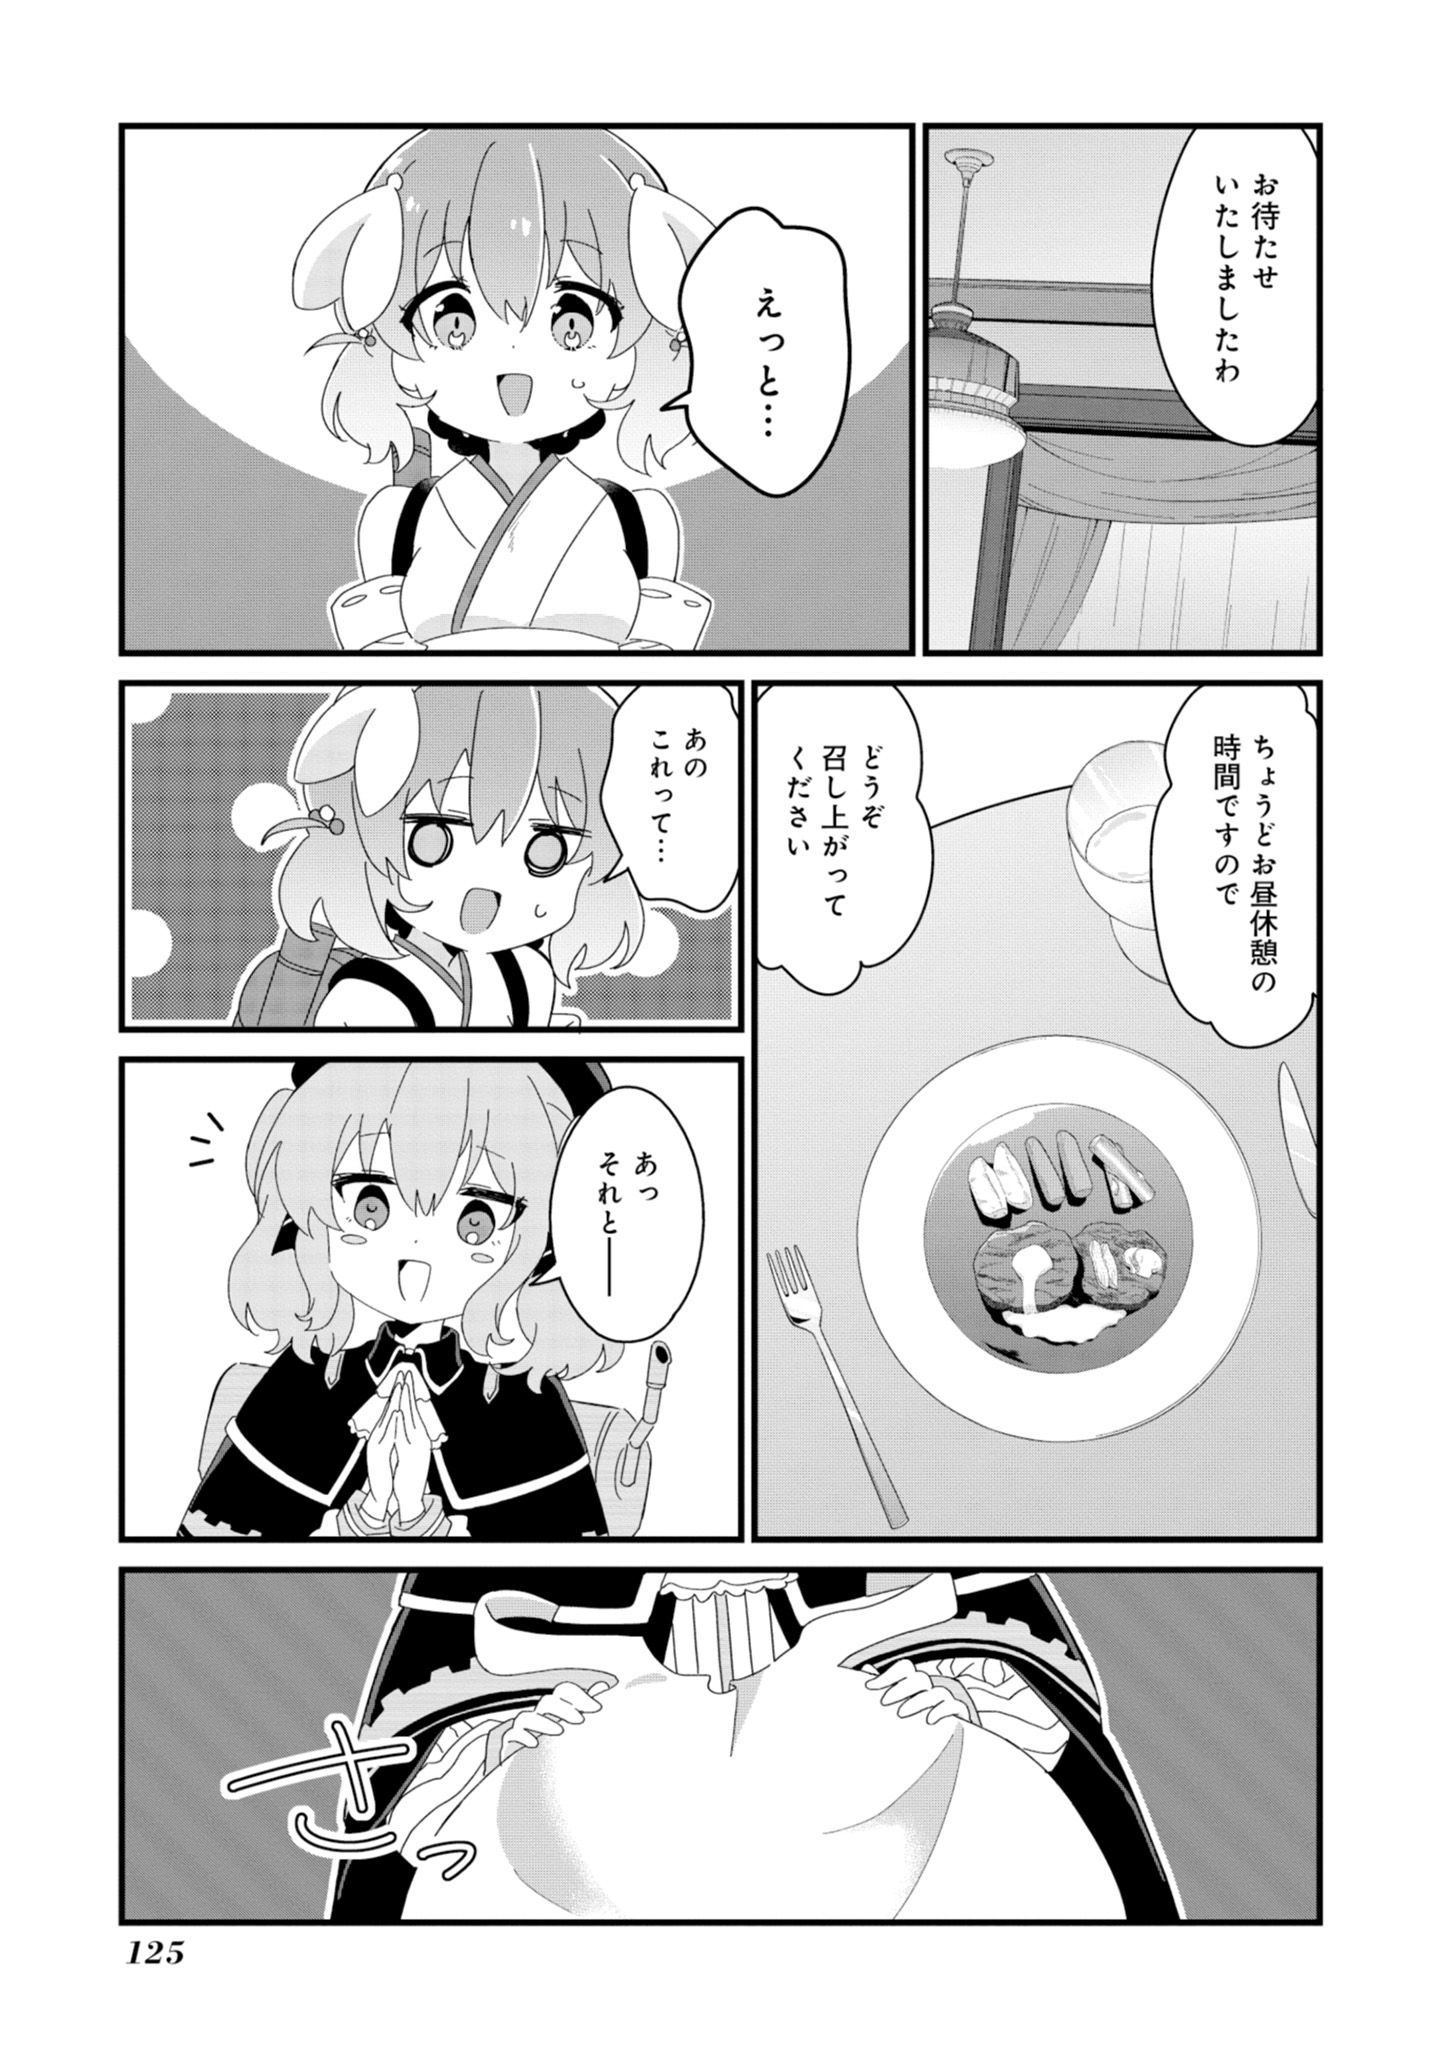 お待たせ
いたしましたわ
えっと…
ちょうどお昼休憩の
時間ですので
どうぞ
召し上がって
ください
あの
これって…
あっ
それと――
きゅっ
125